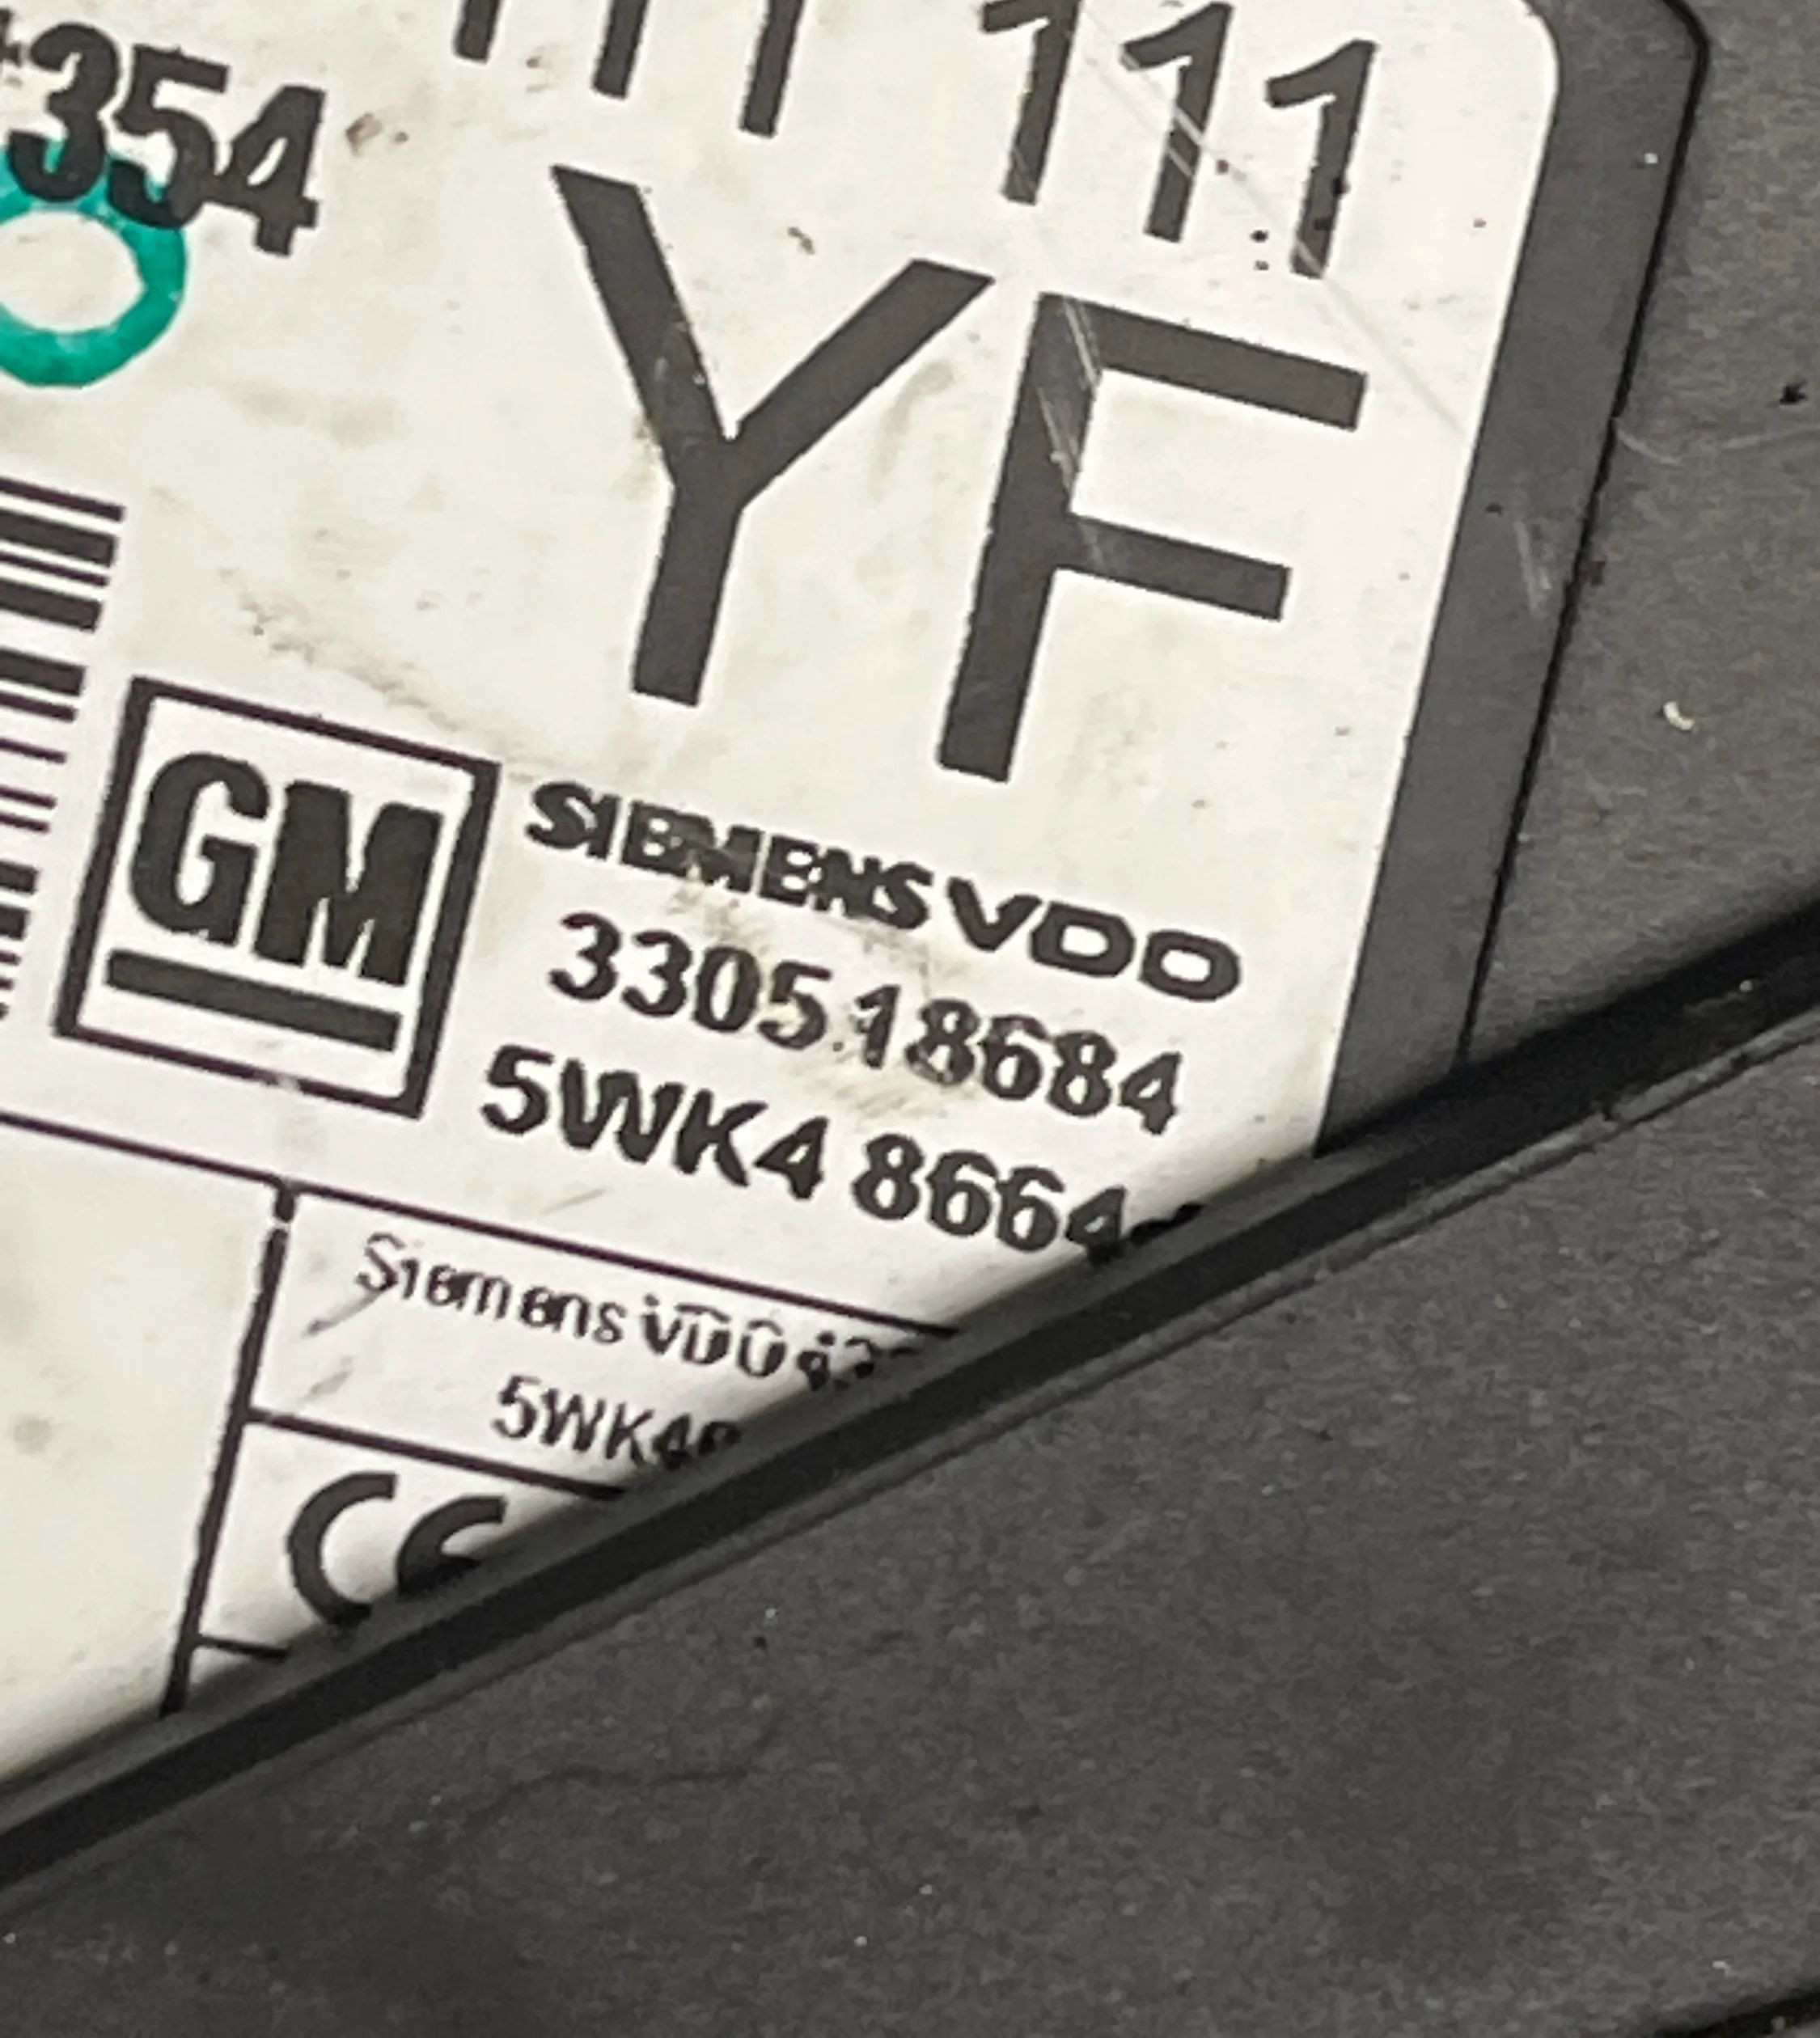 354
111 111
YF
GM
SIEMENS VDO
330518684
5WK4 8664
Siemens VDO
5WK4
CE